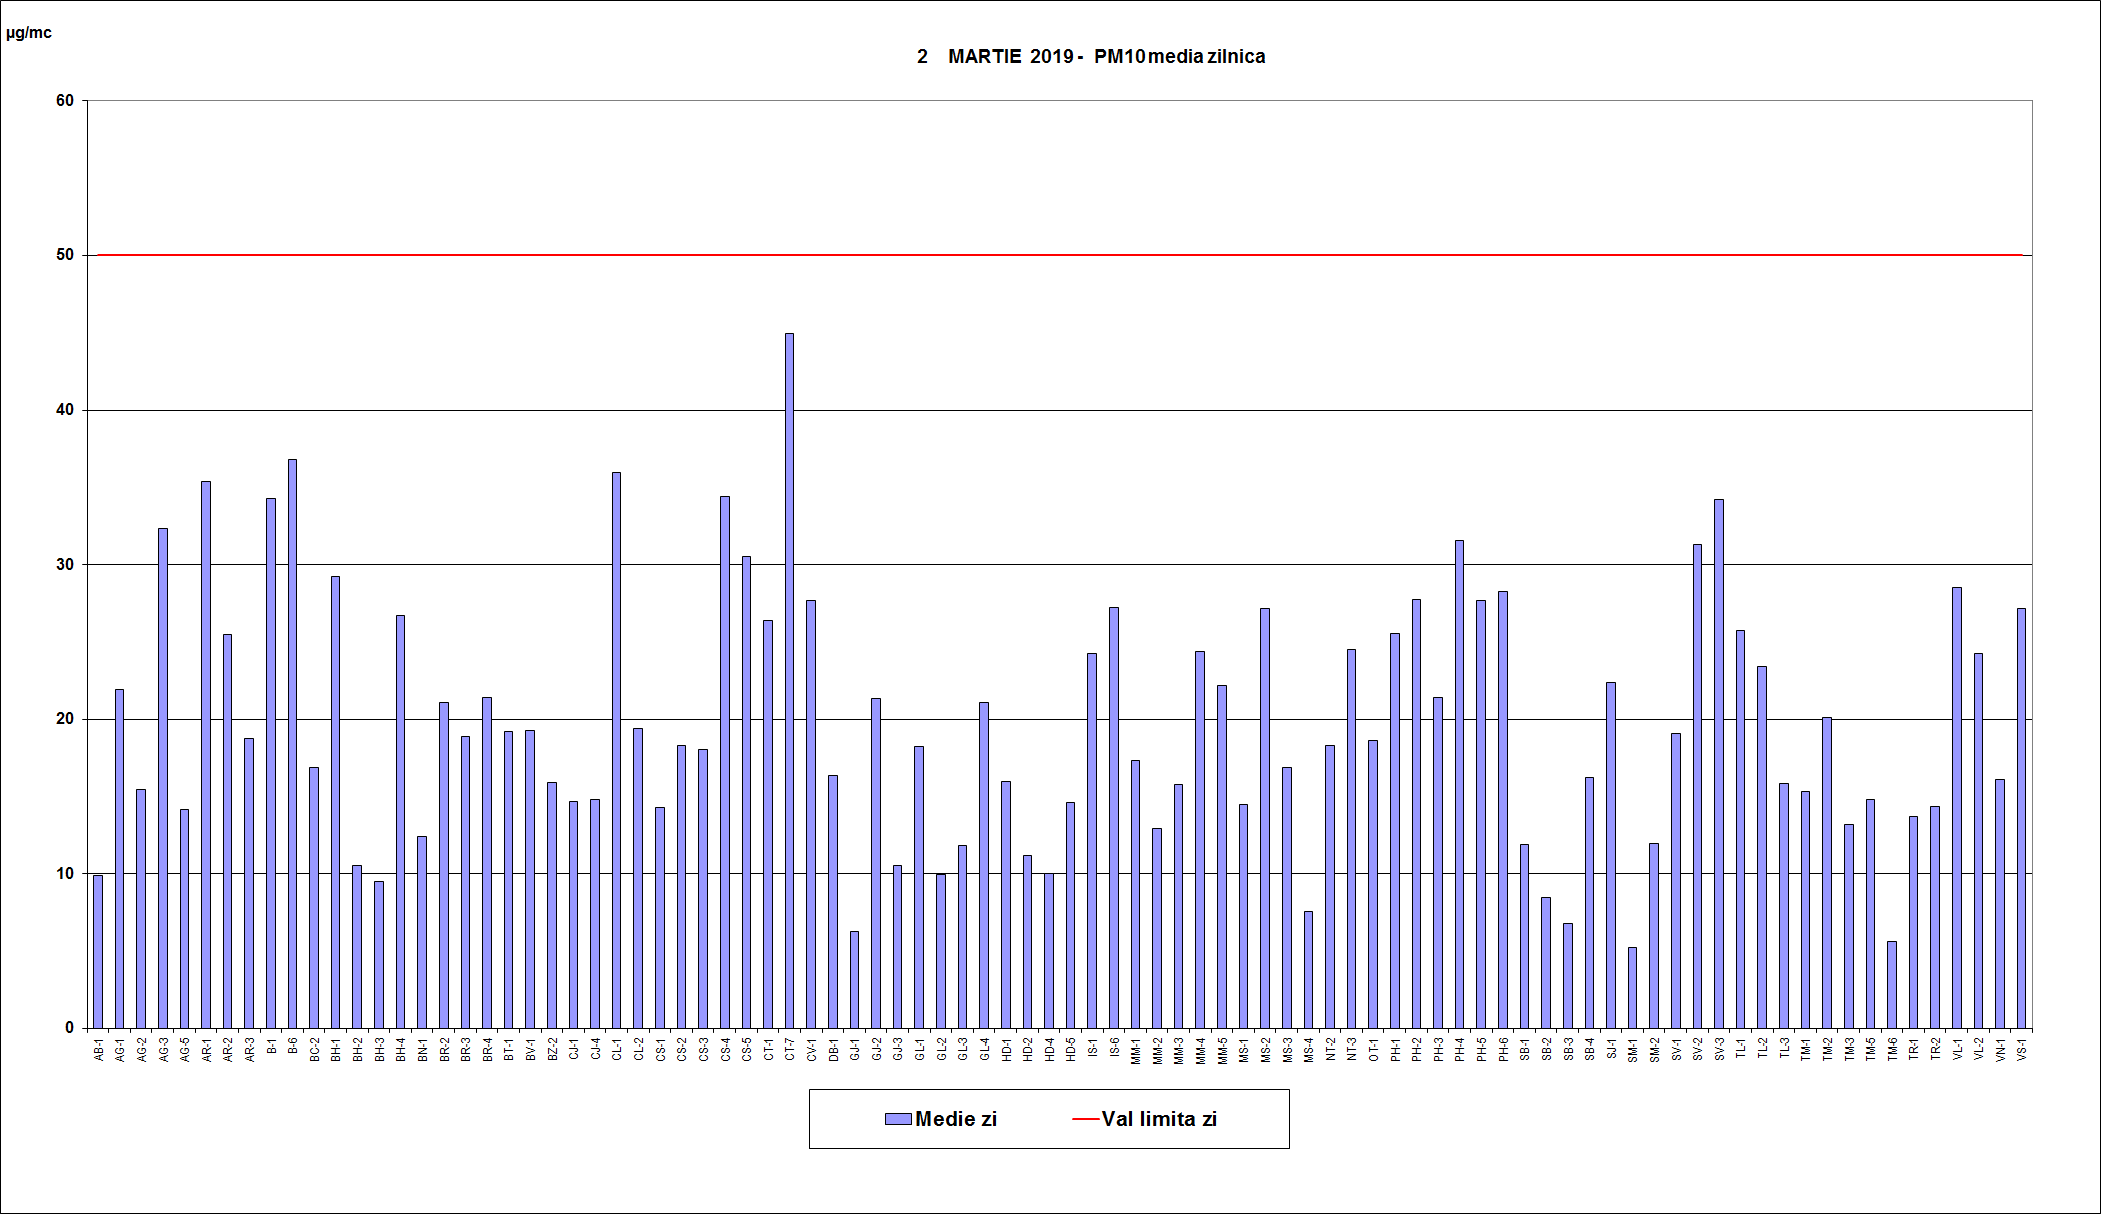 µg/mc
2 MARTIE 2019 - PM10 media zilnica
60
50
40
30
20
10
0
AB-1 AG-1 AG-2 AG-3 AG-5 AR-1 AR-2 AR-3 B-1 B-6 BC-2 BH-1 BH-2 BH-3 BH-4 BN-1 BR-2 BR-3 BR-4 BT-1 BV-1 BZ-2 CJ-1 CJ-4 CL-1 CL-2 CS-1 CS-2 CS-3 CS-4 CS-5 CT-1 CT-7 CV-1 DB-1 GJ-1 GJ-2 GJ-3 GL-1 GL-2 GL-3 GL-4 HD-1 HD-2 HD-4 HD-5 IS-1 IS-6 MM-1 MM-2 MM-3 MM-4 MM-5 MS-1 MS-2 MS-3 MS-4 NT-2 NT-3 OT-1 PH-1 PH-2 PH-3 PH-4 PH-5 PH-6 SB-1 SB-2 SB-3 SB-4 SJ-1 SM-1 SM-2 SV-1 SV-2 SV-3 TL-1 TL-2 TL-3 TM-1 TM-2 TM-3 TM-5 TM-6 TR-1 TR-2 VL-1 VL-2 VN-1 VS-1
Medie zi Val limita zi